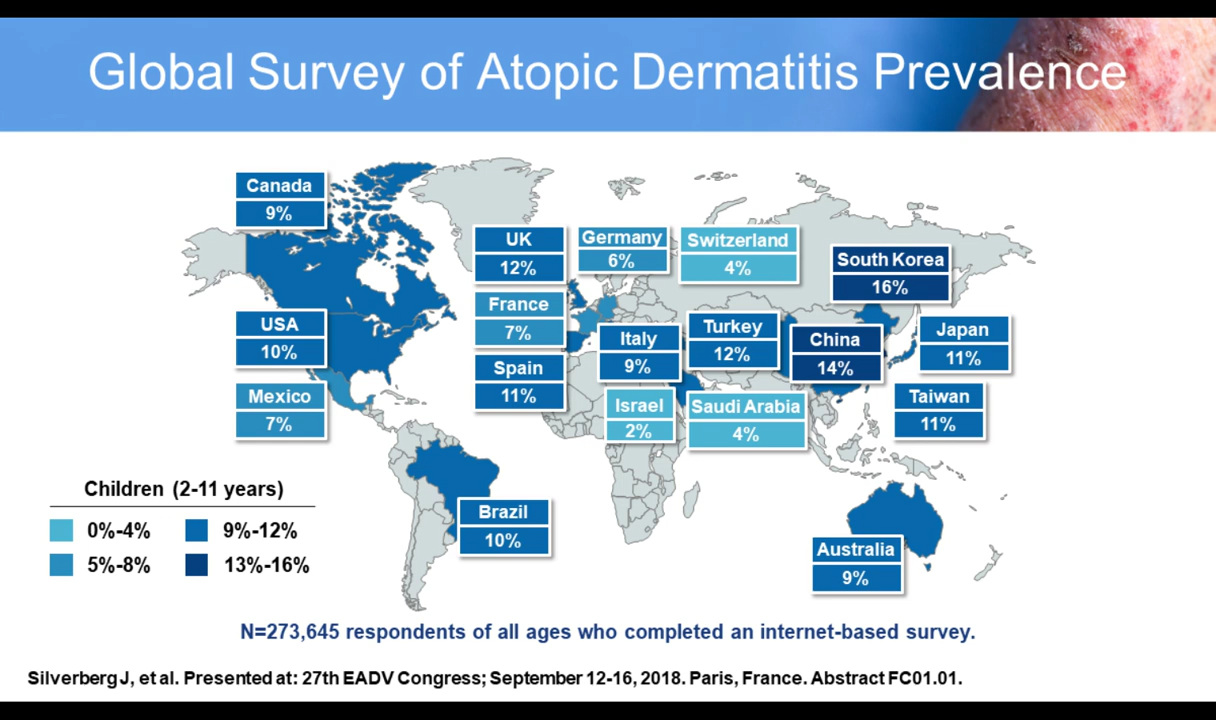 Global Survey of Atopic Dermatitis Prevalence
Canada
9%
UK
12%
Germany
6%
Switzerland
4%
South Korea
16%
USA
10%
France
7%
Italy
9%
Turkey
12%
China
14%
Japan
11%
Mexico
7%
Spain
11%
Israel
2%
Saudi Arabia
4%
Taiwan
11%
Brazil
10%
Australia
9%
Children (2-11 years)
0%-4%
9%-12%
5%-8%
13%-16%
N=273,645 respondents of all ages who completed an internet-based survey.
Silverberg J, et al. Presented at: 27th EADV Congress; September 12-16, 2018. Paris, France. Abstract FC01.01.